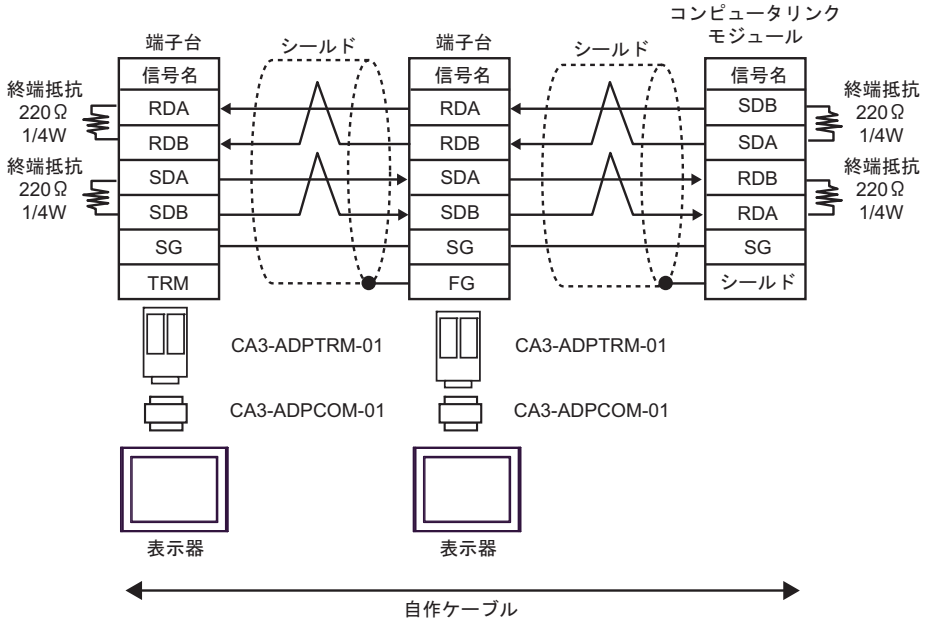 コンピュータリンク
モジュール
端子台
シールド
端子台
シールド
信号名
信号名
信号名
終端抵抗
220Ω
1/4W
RDA
RDA
SDB
終端抵抗
220Ω
1/4W
RDB
RDB
SDA
終端抵抗
220Ω
1/4W
SDA
SDA
RDB
終端抵抗
220Ω
1/4W
SDB
SDB
RDA
SG
SG
SG
TRM
FG
シールド
CA3-ADPTRM-01
CA3-ADPTRM-01
CA3-ADPCOM-01
CA3-ADPCOM-01
表示器
表示器
自作ケーブル